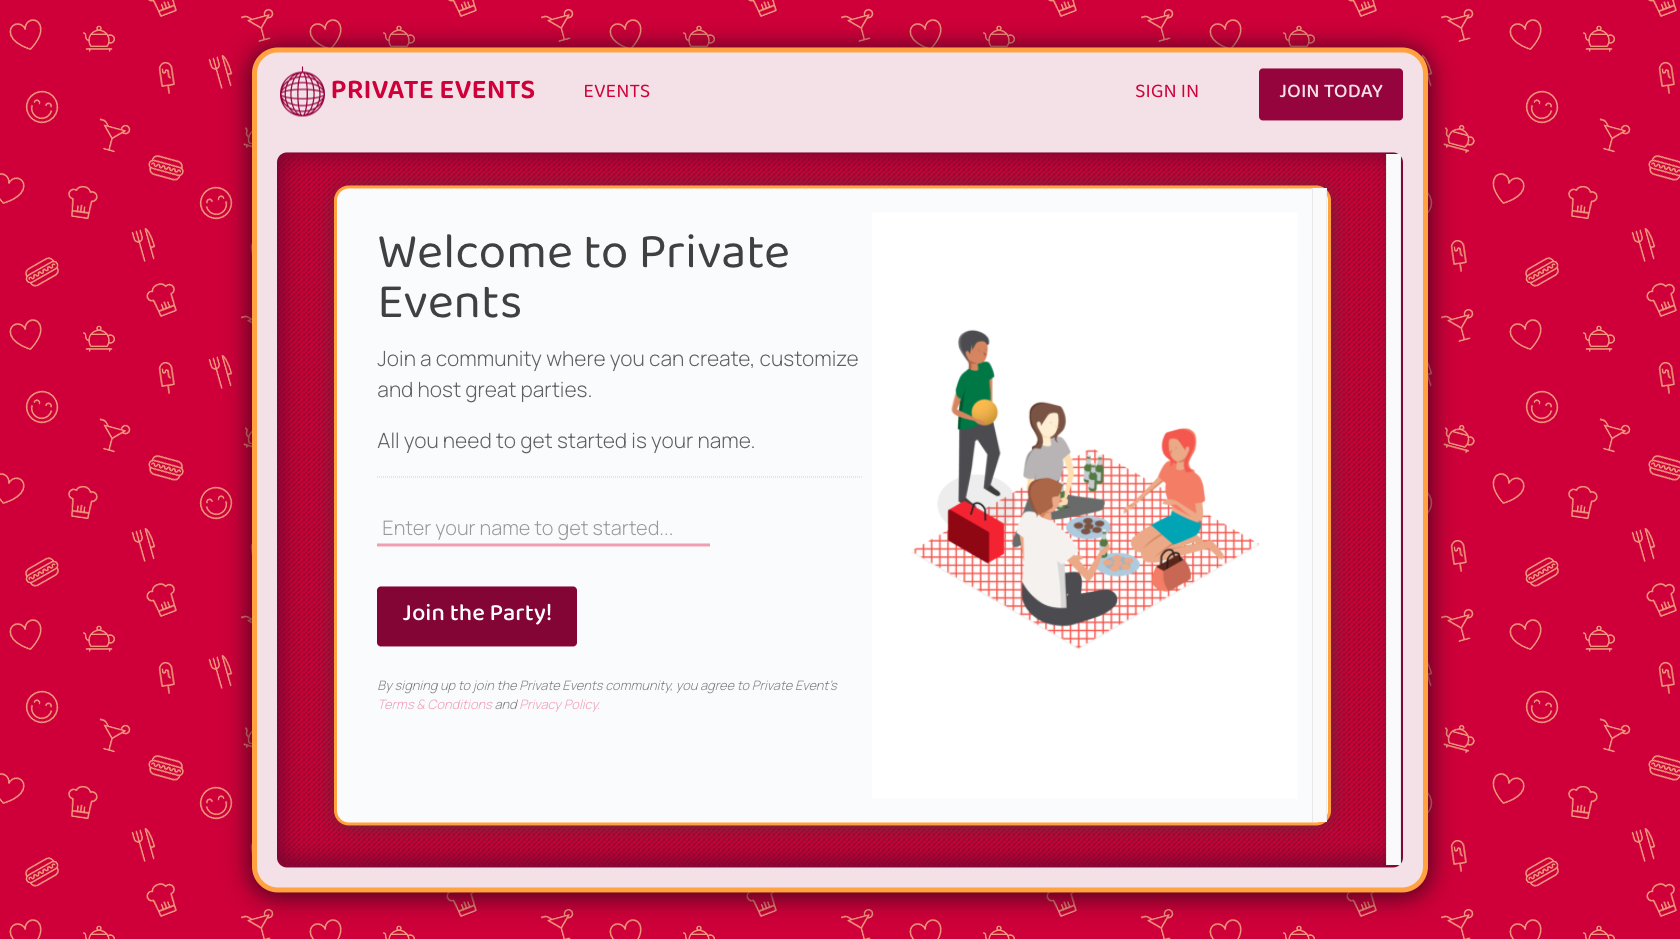 PRIVATE EVENTS
EVENTS
SIGN IN
JOIN TODAY
Welcome to Private
Events
Join a community where you can create, customize
and host great parties.
All you need to get started is your name.
Enter your name to get started...
Join the Party!
By signing up to join the Private Events community, you agree to Private Event's
Terms & Conditions and Privacy Policy.